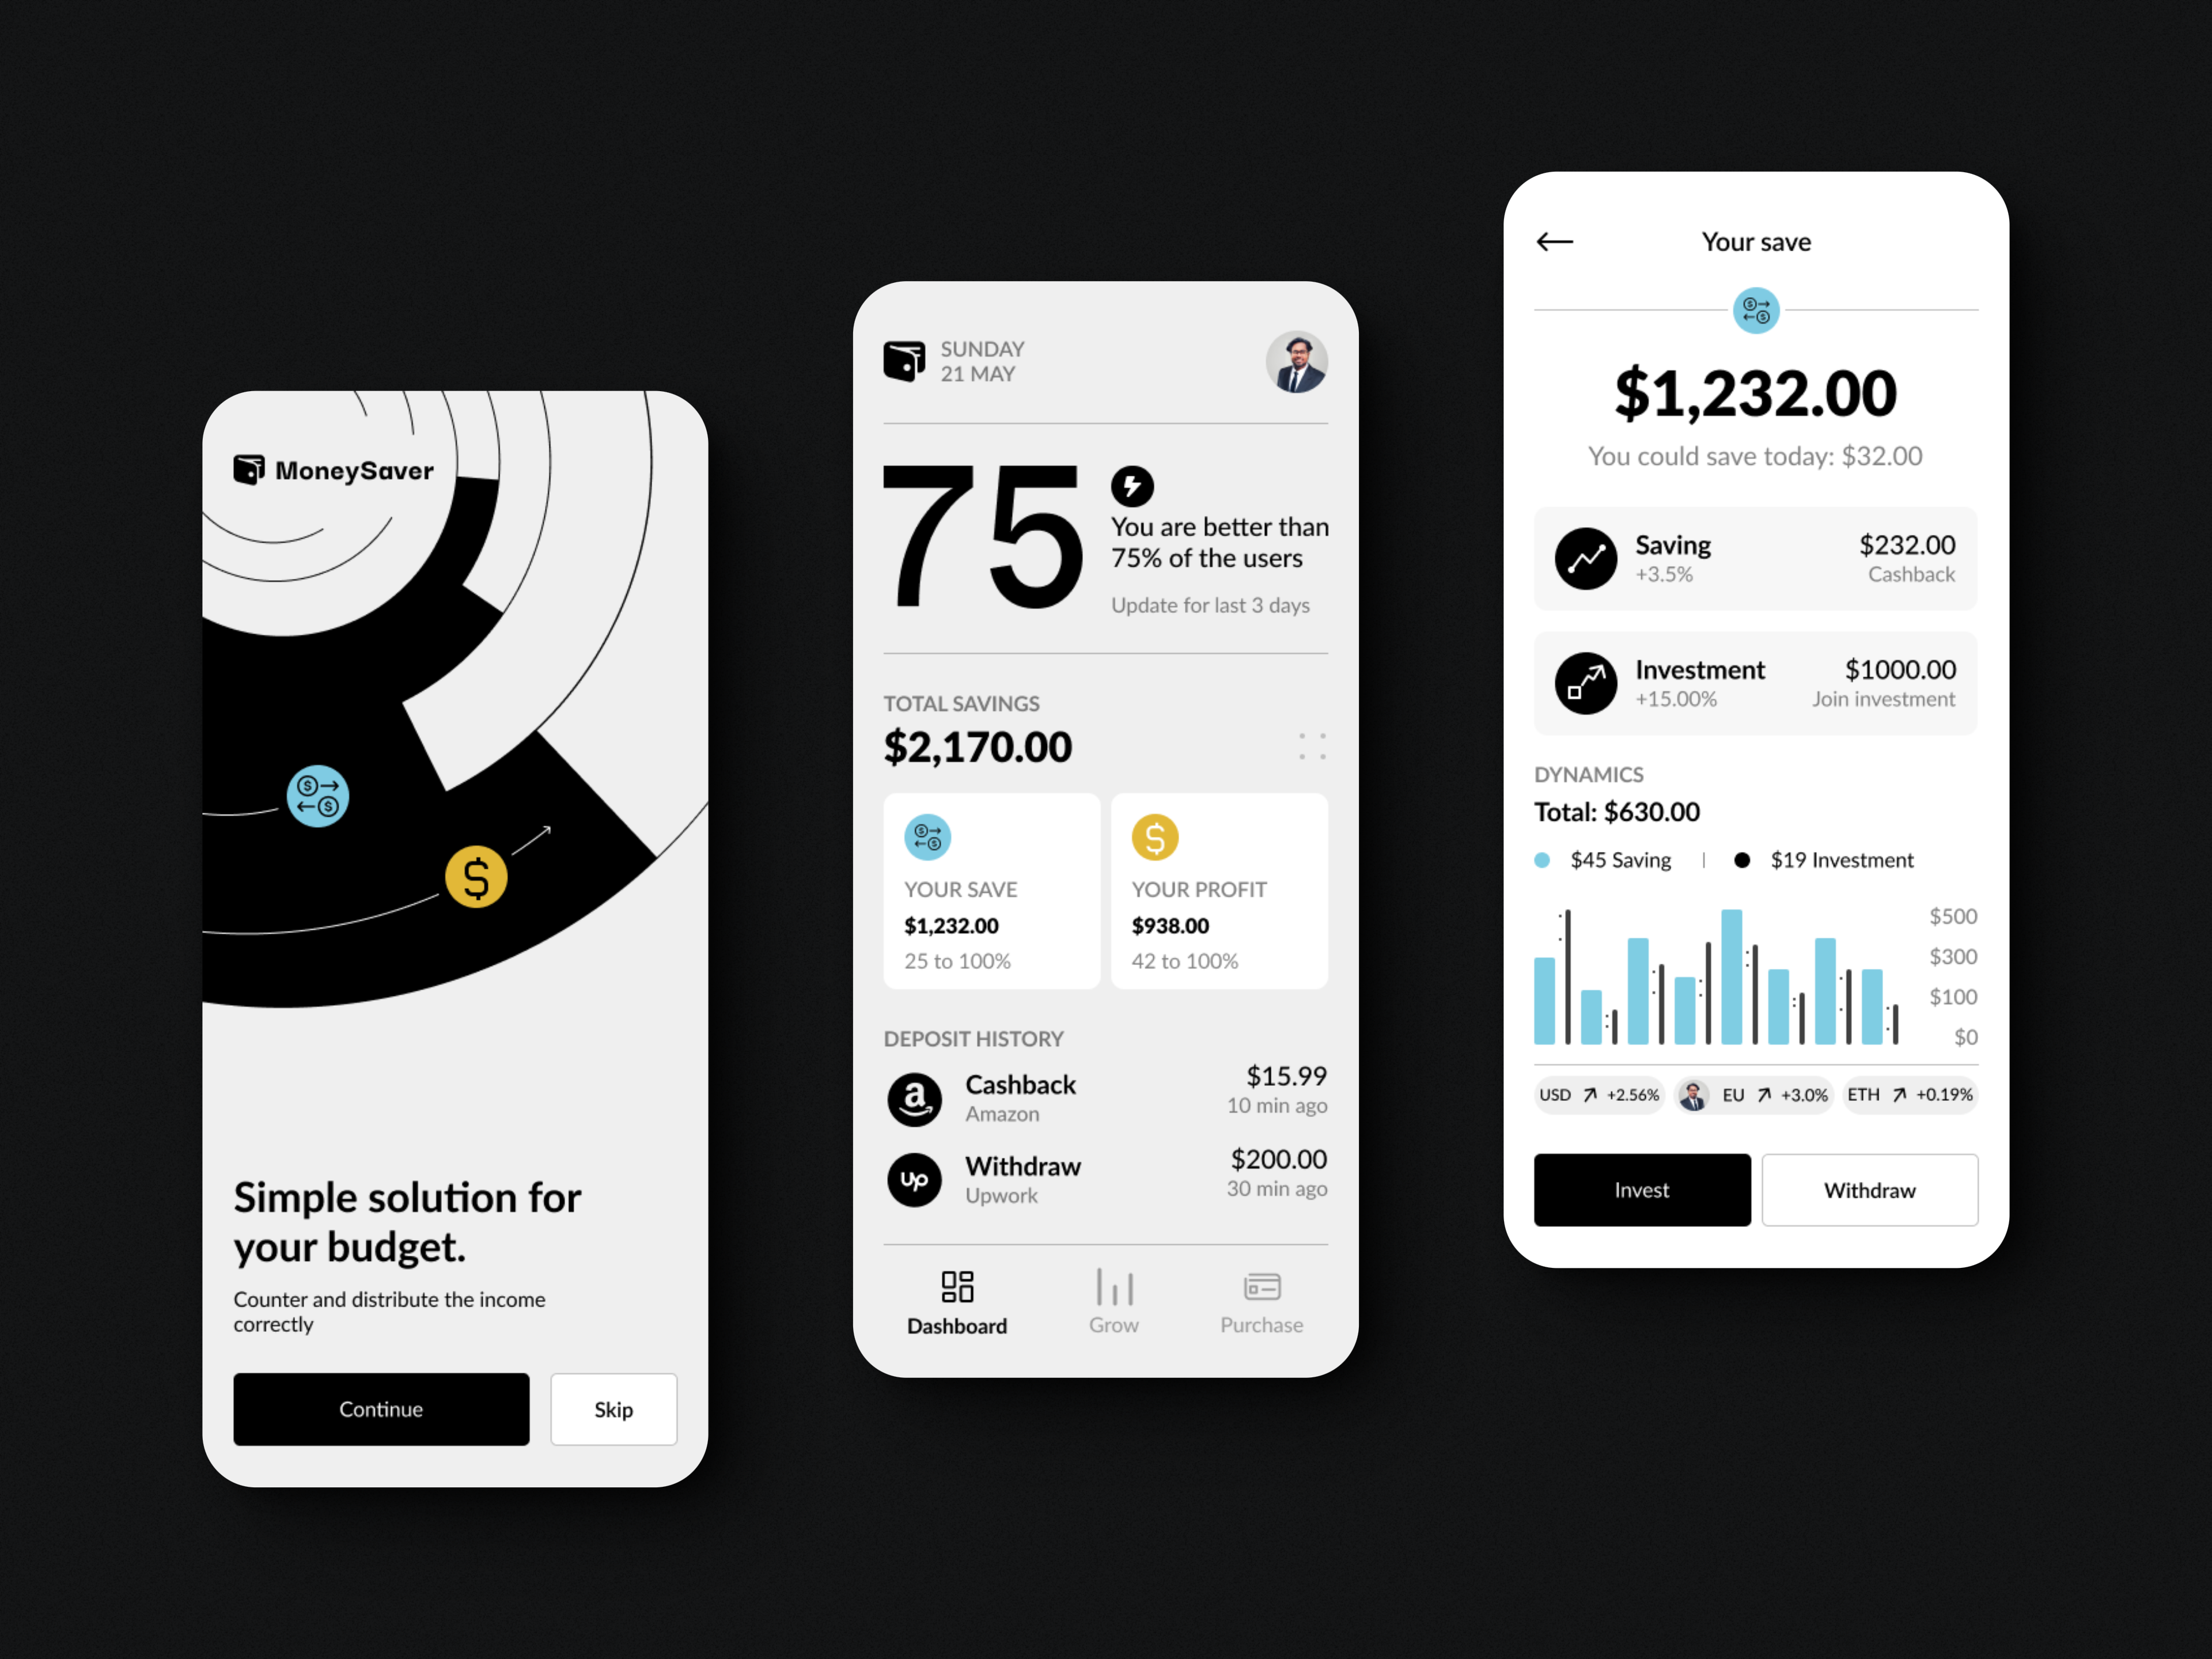 MoneySaver
Simple solution for
your budget.
Counter and distribute the income
correctly
Continue
Skip
SUNDAY
21 MAY
75
You are better than
75% of the users
Update for last 3 days
TOTAL SAVINGS
$2,170.00
YOUR SAVE
$1,232.00
25 to 100%
YOUR PROFIT
$938.00
42 to 100%
DEPOSIT HISTORY
Cashback
$15.99
Amazon
10 min ago
Withdraw
$200.00
Upwork
30 min ago
Dashboard
Grow
Purchase
Your save
$1,232.00
You could save today: $32.00
Saving
$232.00
+3.5%
Cashback
Investment
$1000.00
+15.00%
Join investment
DYNAMICS
Total: $630.00
$45 Saving
$19 Investment
$500
$300
$100
$0
USD +2.56%
EU +3.0%
ETH +0.19%
Invest
Withdraw